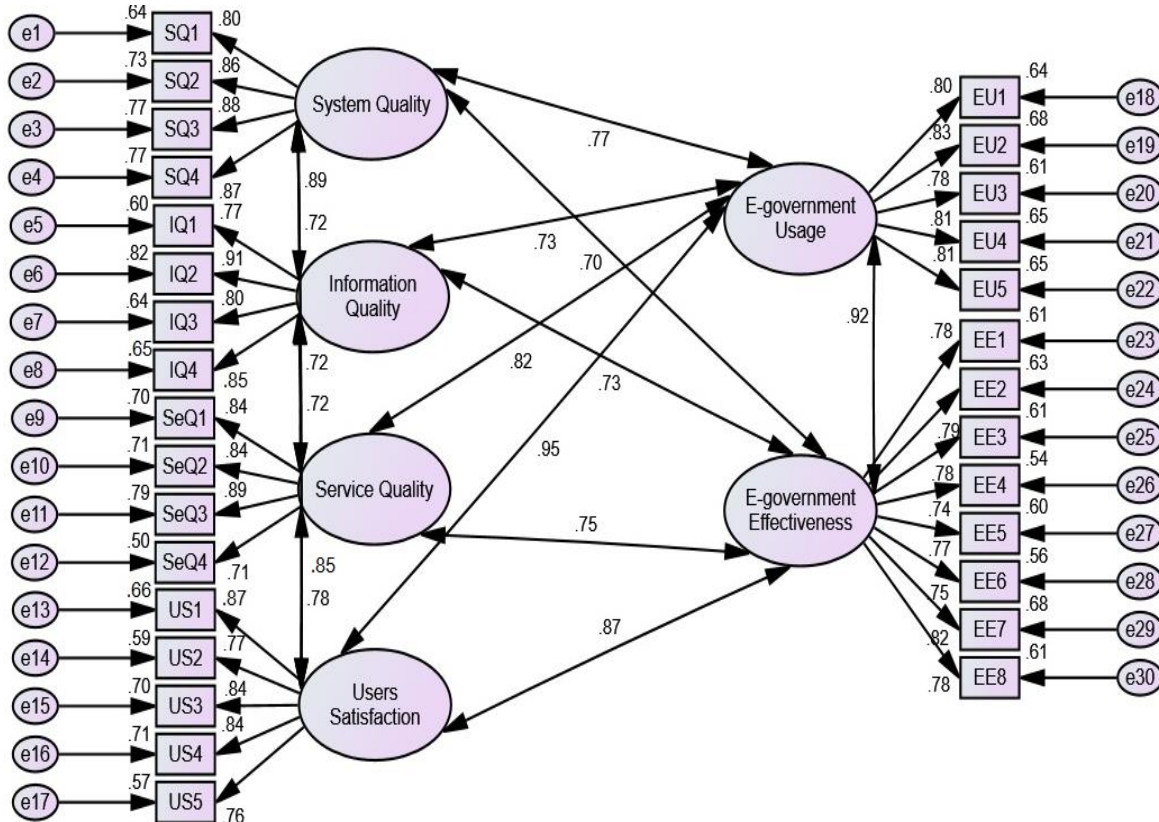 e1 .64 SQ1 .80
e2 .73 SQ2 .86
e3 .77 SQ3 .88
e4 .77 SQ4 .87
e5 .60 IQ1 .77
e6 .82 IQ2 .91
e7 .64 IQ3 .80
e8 .65 IQ4 .85
e9 .70 SeQ1 .84
e10 .71 SeQ2 .84
e11 .79 SeQ3 .89
e12 .50 SeQ4 .71
e13 .66 US1 .87
e14 .59 US2 .77
e15 .70 US3 .84
e16 .71 US4 .84
e17 .57 US5 .76
System Quality
.89
.72
Information
Quality
.72
.72
Service Quality
.85
.78
Users
Satisfaction
.77
.73
.70
.82
.73
.95
.75
.87
E-government
Usage
.92
E-government
Effectiveness
.80 EU1 .64 e18
.83 EU2 .68 e19
.78 EU3 .61 e20
.81 EU4 .65 e21
.81 EU5 .65 e22
.78 EE1 .61 e23
EE2 .63 e24
.79 EE3 .61 e25
.78 EE4 .54 e26
.74 EE5 .60 e27
.77 EE6 .56 e28
.75 EE7 .68 e29
.82 EE8 .61 e30
.78